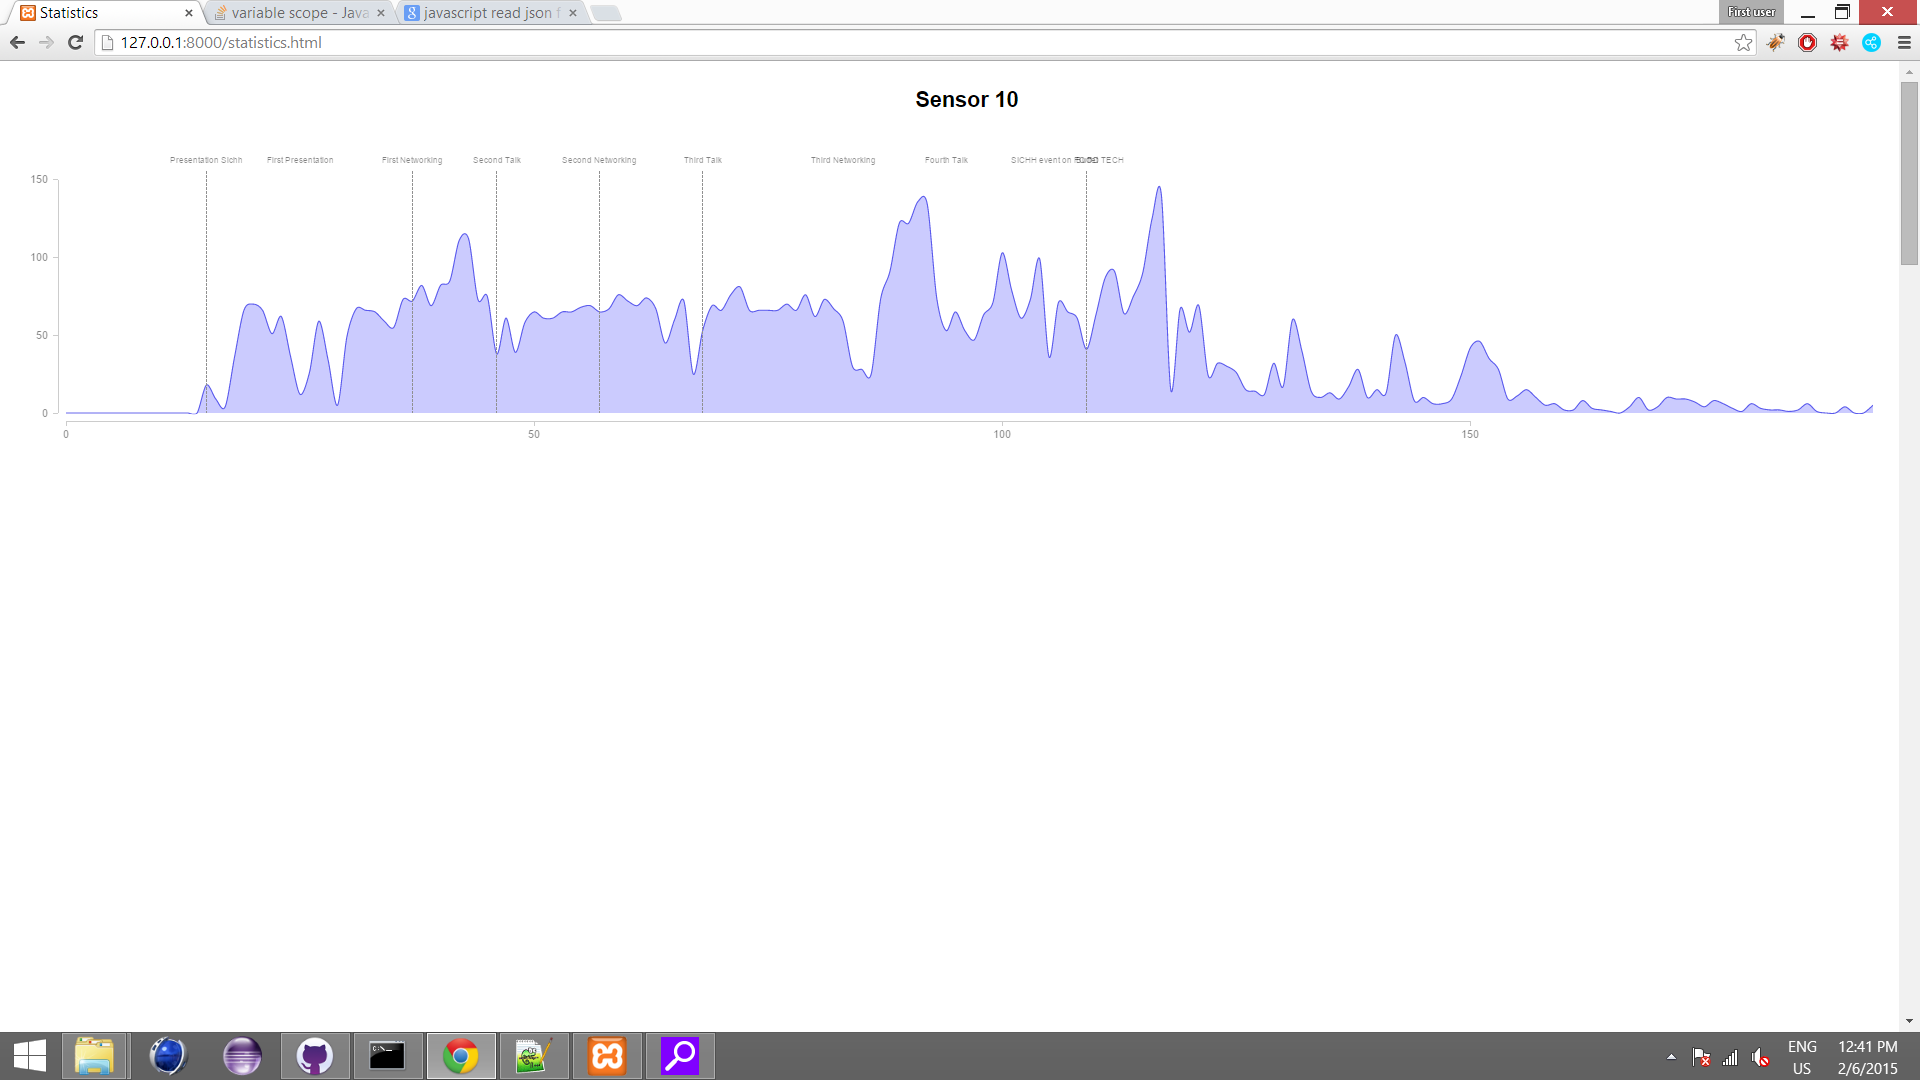 Statistics
variable scope - Java
javascript read json f
First user
127.0.0.1:8000/statistics.html
Sensor 10
Presentation Sichh
First Presentation
First Networking
Second Talk
Second Networking
Third Talk
Third Networking
Fourth Talk
SICHH event on
TECH
150
100
50
0
0
50
100
150
ENG
US
12:41 PM
2/6/2015